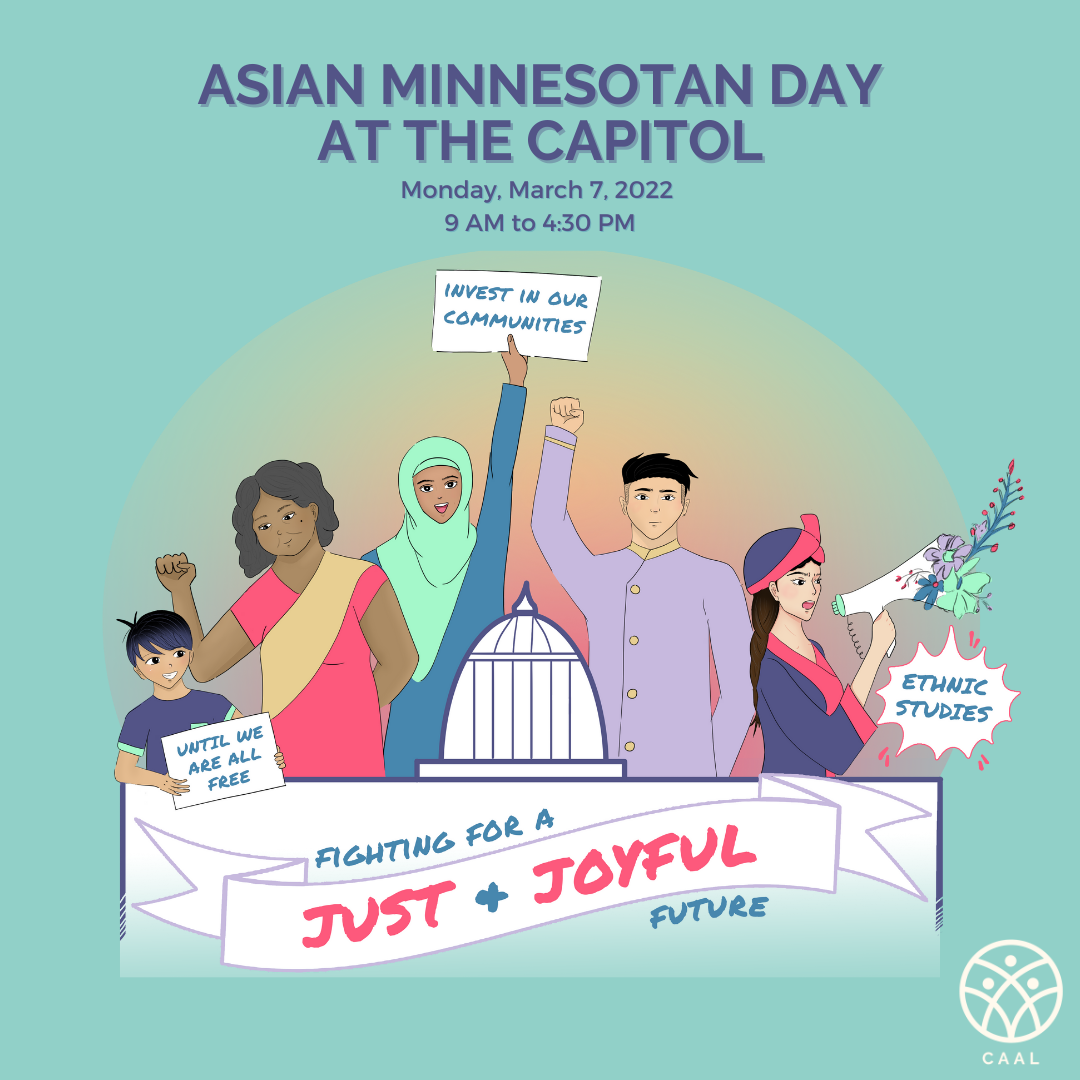 ASIAN MINNESOTAN DAY
AT THE CAPITOL
Monday, March 7, 2022
9 AM to 4:30 PM
INVEST IN OUR
COMMUNITIES
ETHNIC
STUDIES
UNTIL WE
ARE ALL
FREE
FIGHTING FOR A
JUST + JOYFUL
FUTURE
CAAL